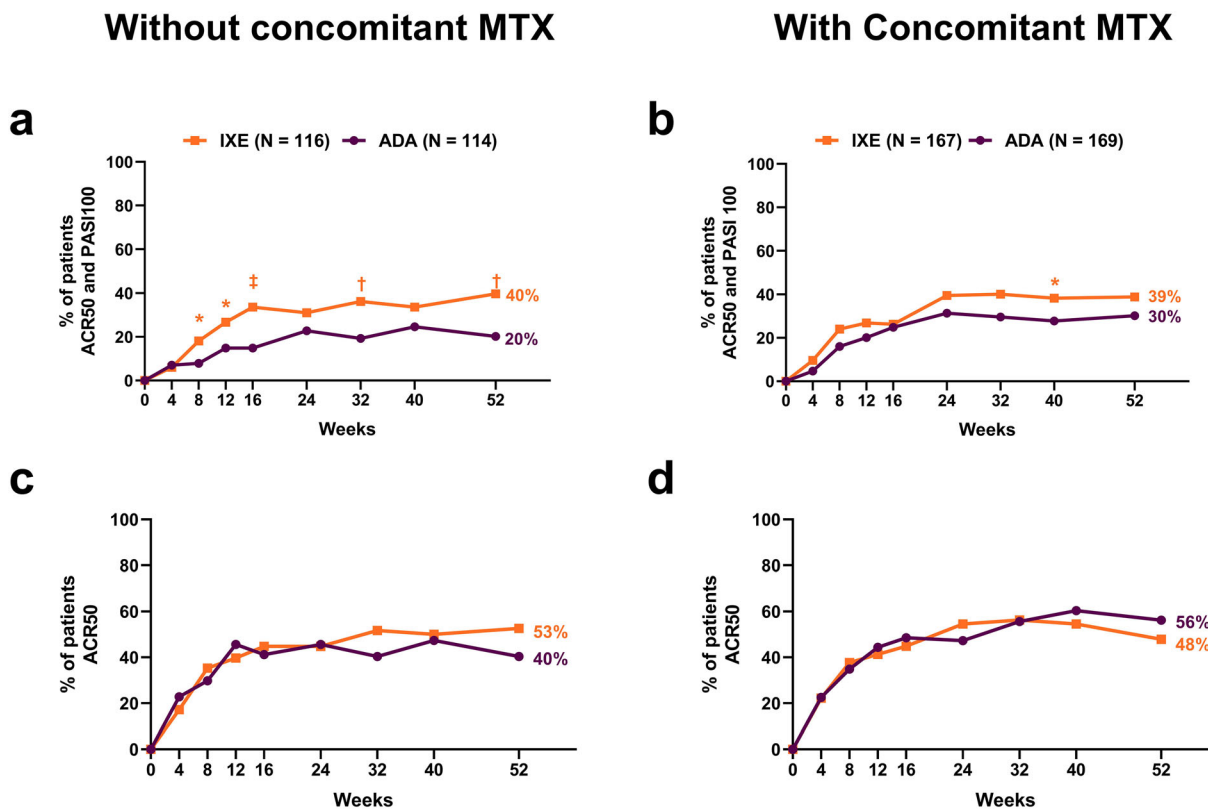 Without concomitant MTX
With Concomitant MTX
a
IXE (N = 116) ADA (N = 114)
% of patients
ACR50 and PASI100
100
80
60
40
20
0
* * ‡ † †
40%
20%
0 4 8 12 16 24 32 40 52
Weeks
b
IXE (N = 167) ADA (N = 169)
% of patients
ACR50 and PASI 100
100
80
60
40
20
0
*
39%
30%
0 4 8 12 16 24 32 40 52
Weeks
c
% of patients
ACR50
100
80
60
40
20
0
53%
40%
0 4 8 12 16 24 32 40 52
Weeks
d
% of patients
ACR50
100
80
60
40
20
0
56%
48%
0 4 8 12 16 24 32 40 52
Weeks